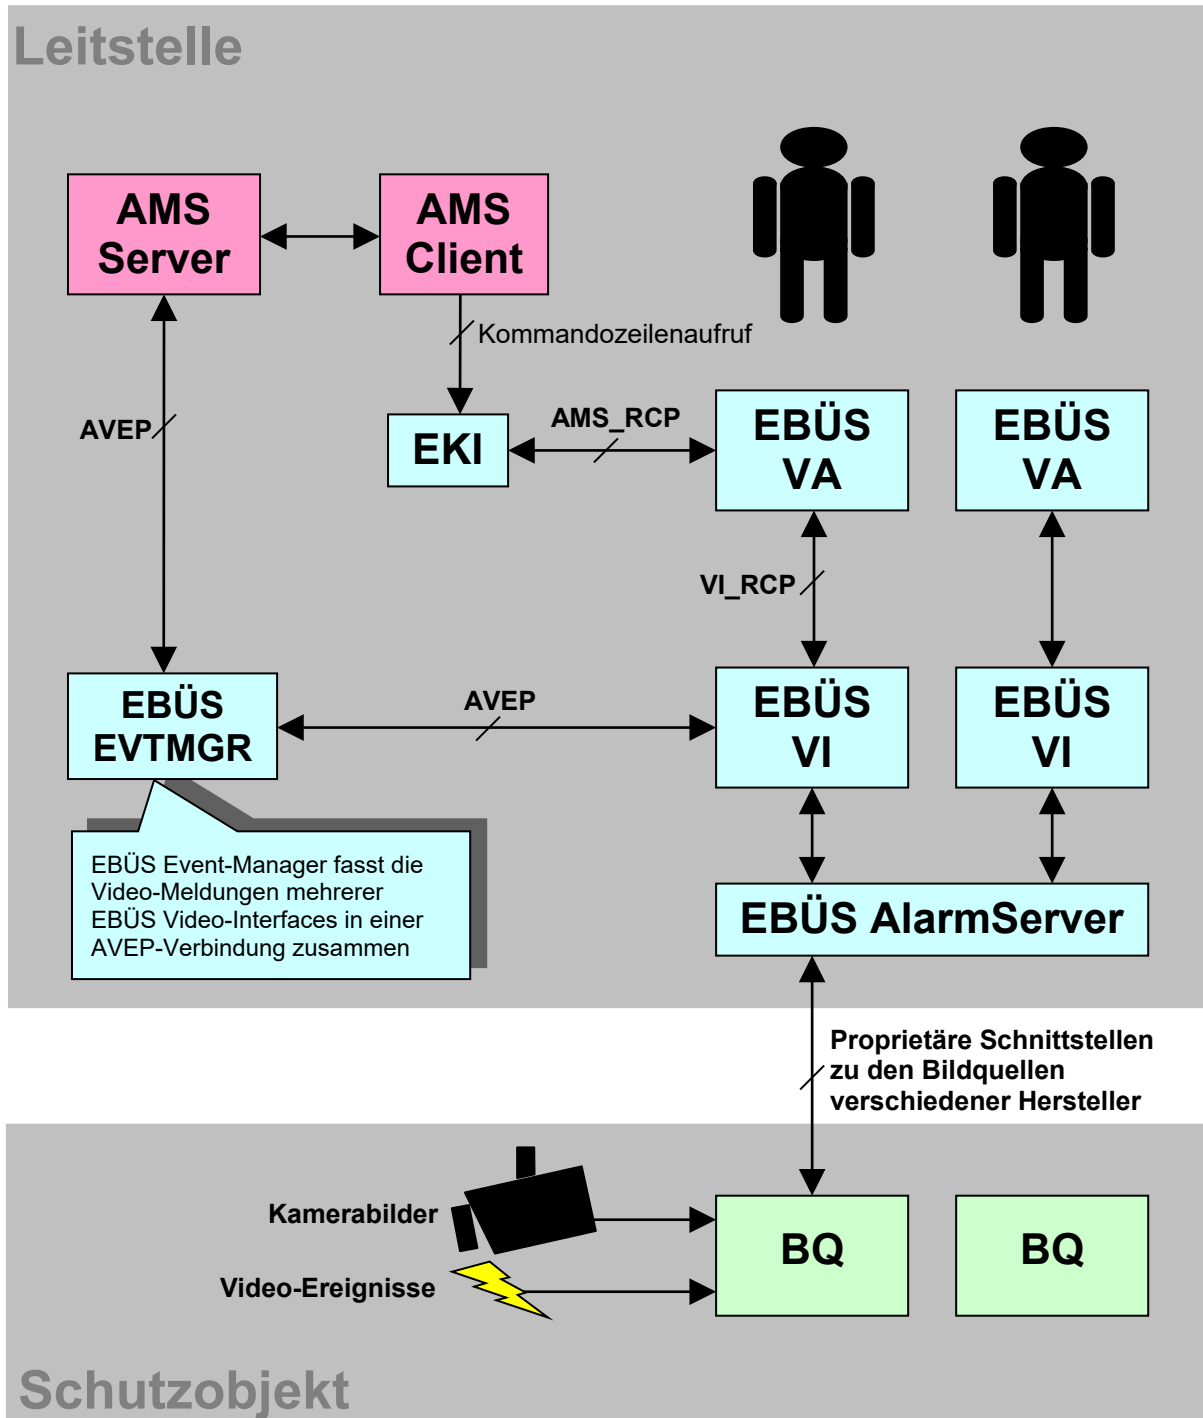 Leitstelle
AMS
Server
AMS
Client
Kommandozeilenaufruf
AVEP
EKI
AMS_RCP
EBÜS
VA
EBÜS
VA
VI_RCP
EBÜS
EVTMGR
AVEP
EBÜS
VI
EBÜS
VI
EBÜS Event-Manager fasst die
Video-Meldungen mehrerer
EBÜS Video-Interfaces in einer
AVEP-Verbindung zusammen
EBÜS AlarmServer
Proprietäre Schnittstellen
zu den Bildquellen
verschiedener Hersteller
Kamerabilder
Video-Ereignisse
BQ
BQ
Schutzobjekt